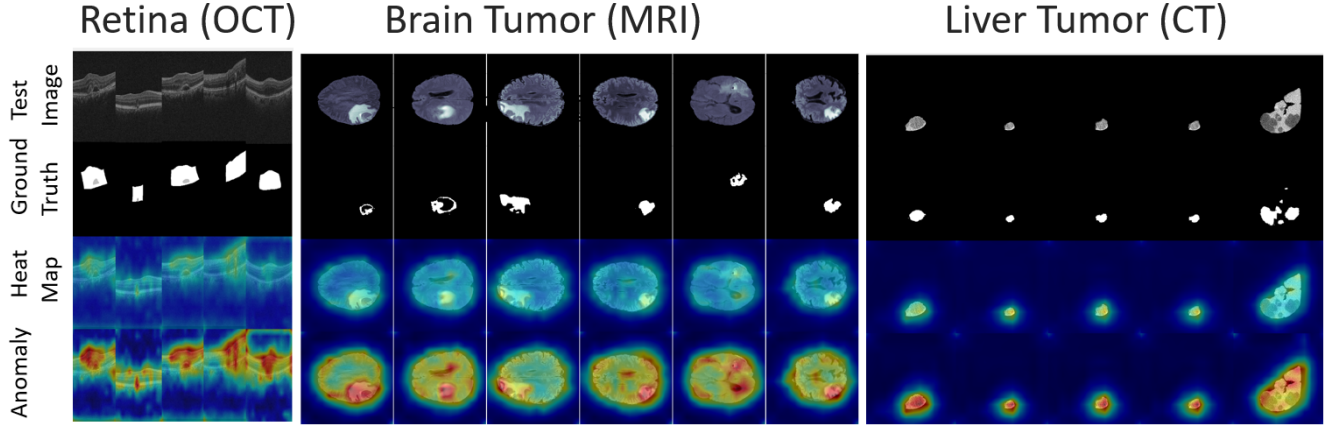 Retina (OCT)
Brain Tumor (MRI)
Liver Tumor (CT)
Test
Image
Ground
Truth
Heat
Map
Anomaly